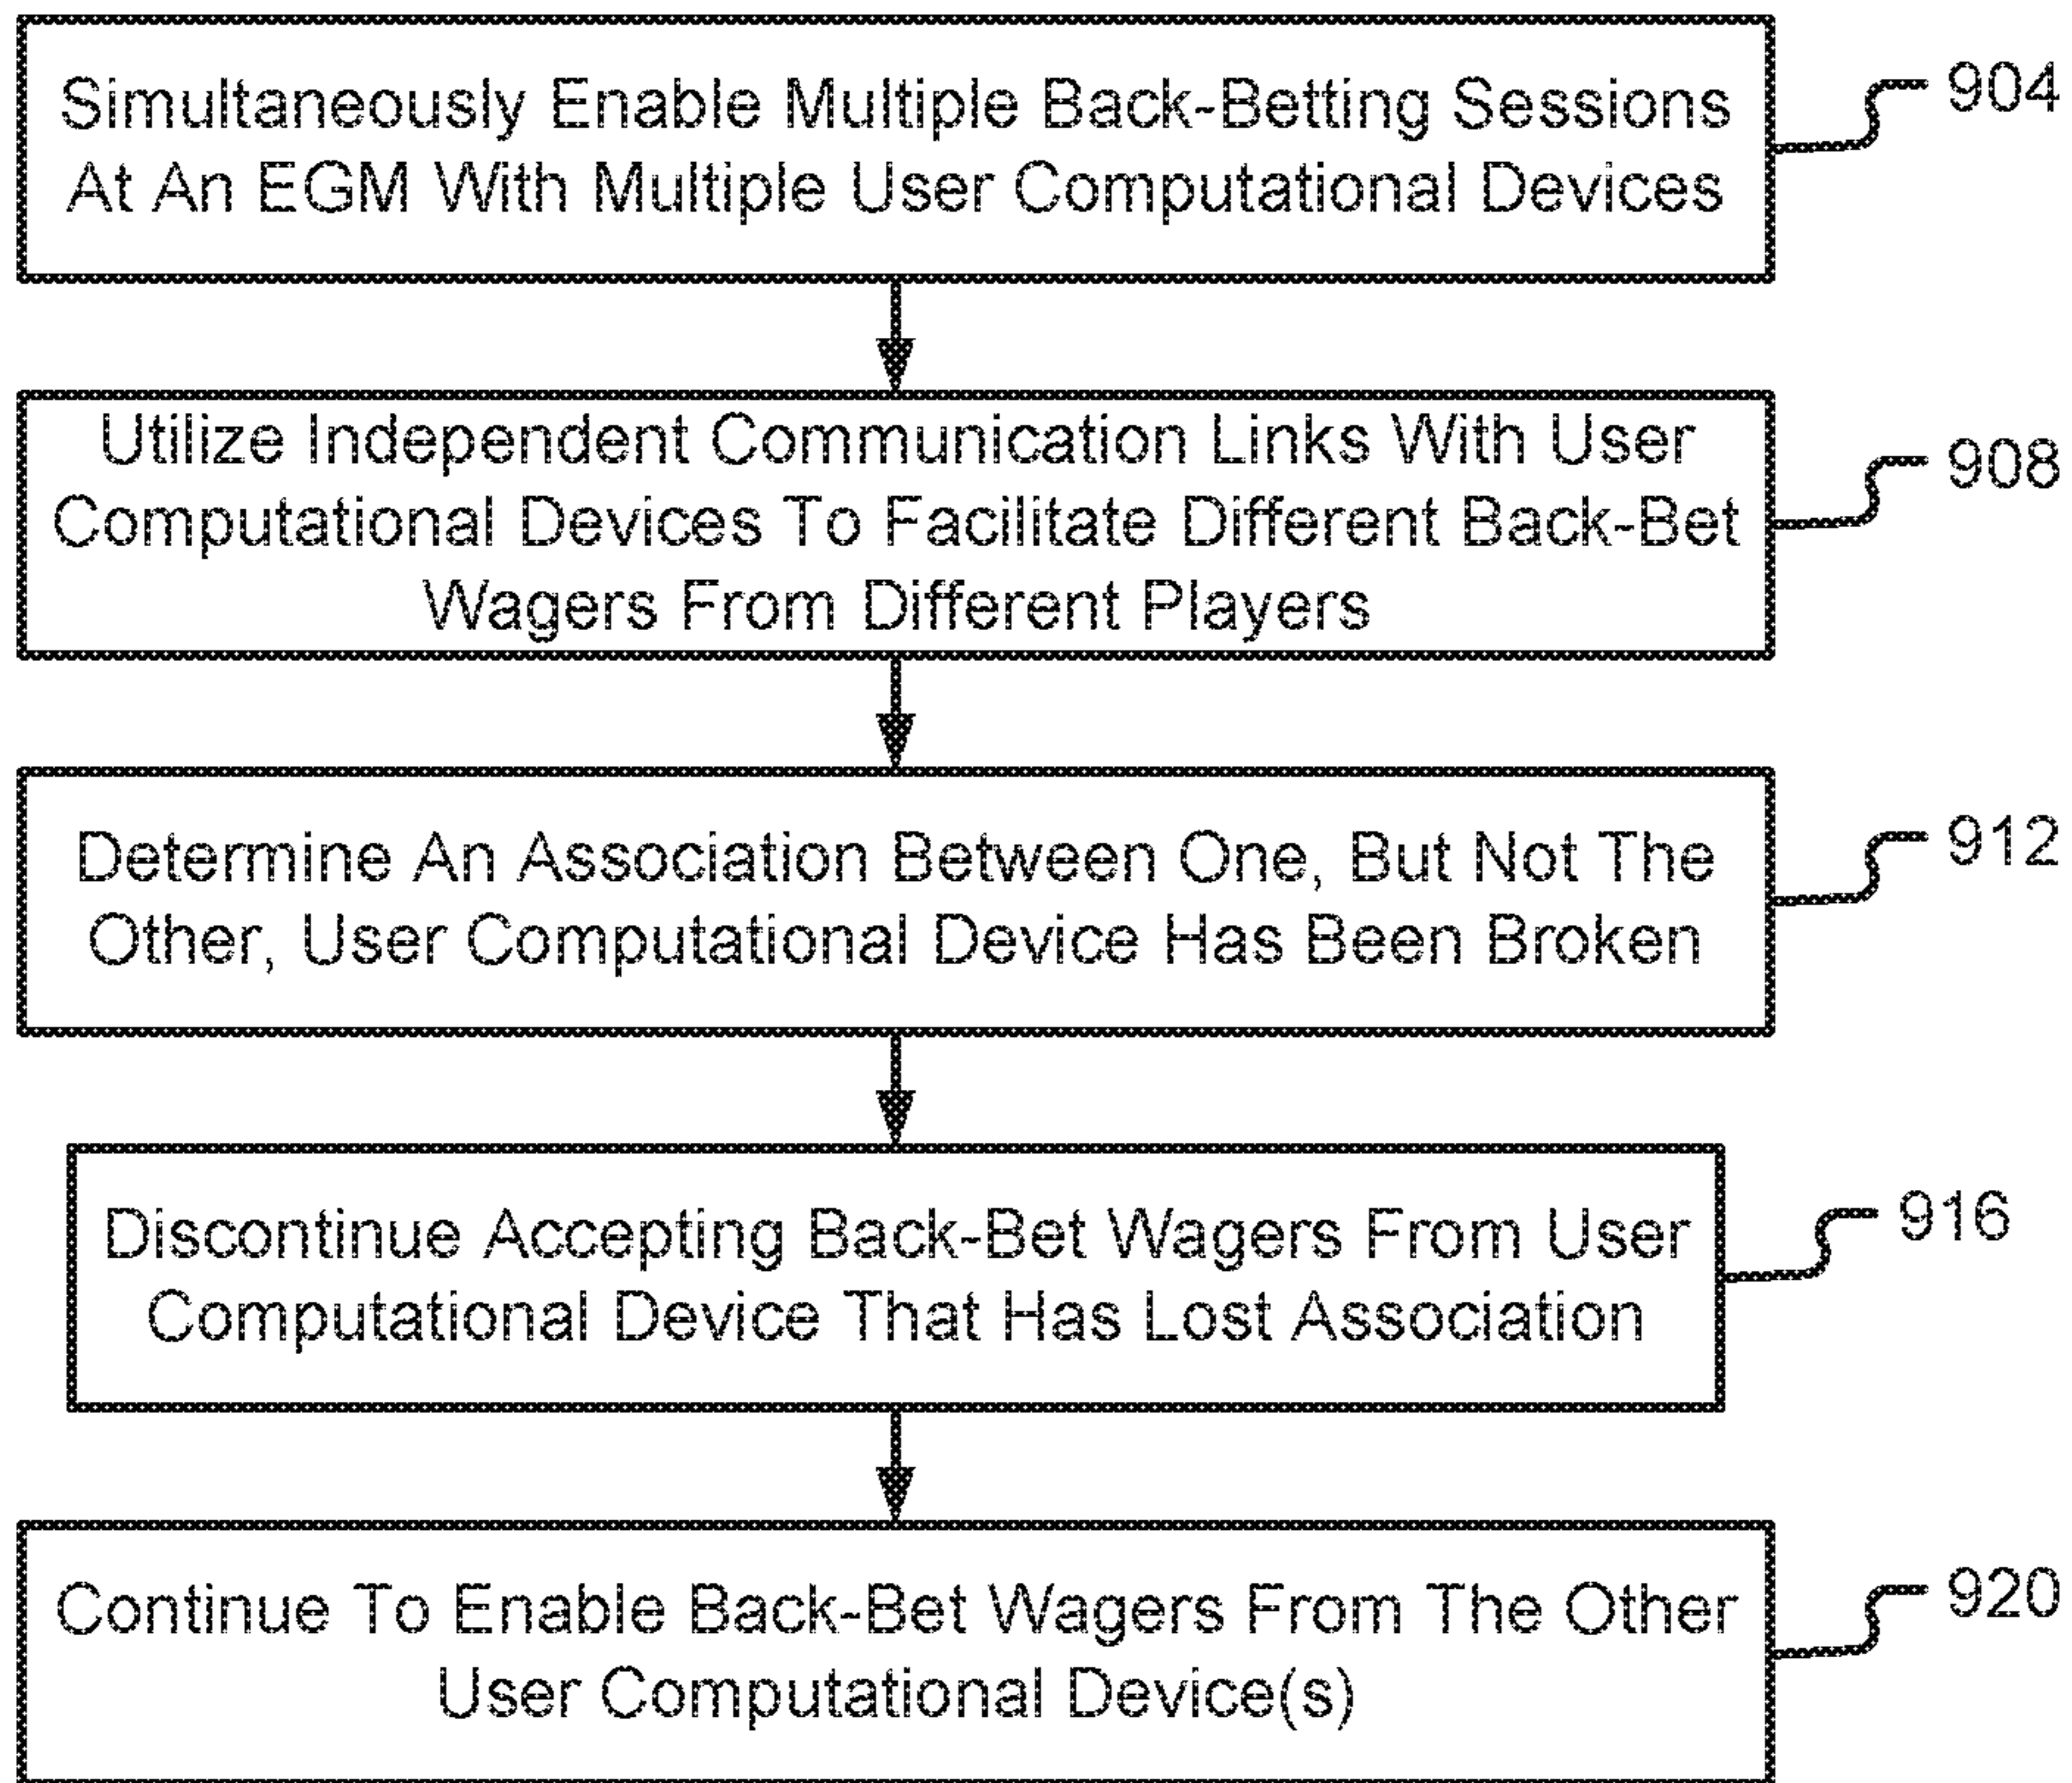 Simultaneously Enable Multiple Back-Betting Sessions
At An EGM With Multiple User Computational Devices
904
Utilize Independent Communication Links With User
Computational Devices To Facilitate Different Back-Bet
Wagers From Different Players
908
Determine An Association Between One, But Not The
Other, User Computational Device Has Been Broken
912
Discontinue Accepting Back-Bet Wagers From User
Computational Device That Has Lost Association
916
Continue To Enable Back-Bet Wagers From The Other
User Computational Device(s)
920